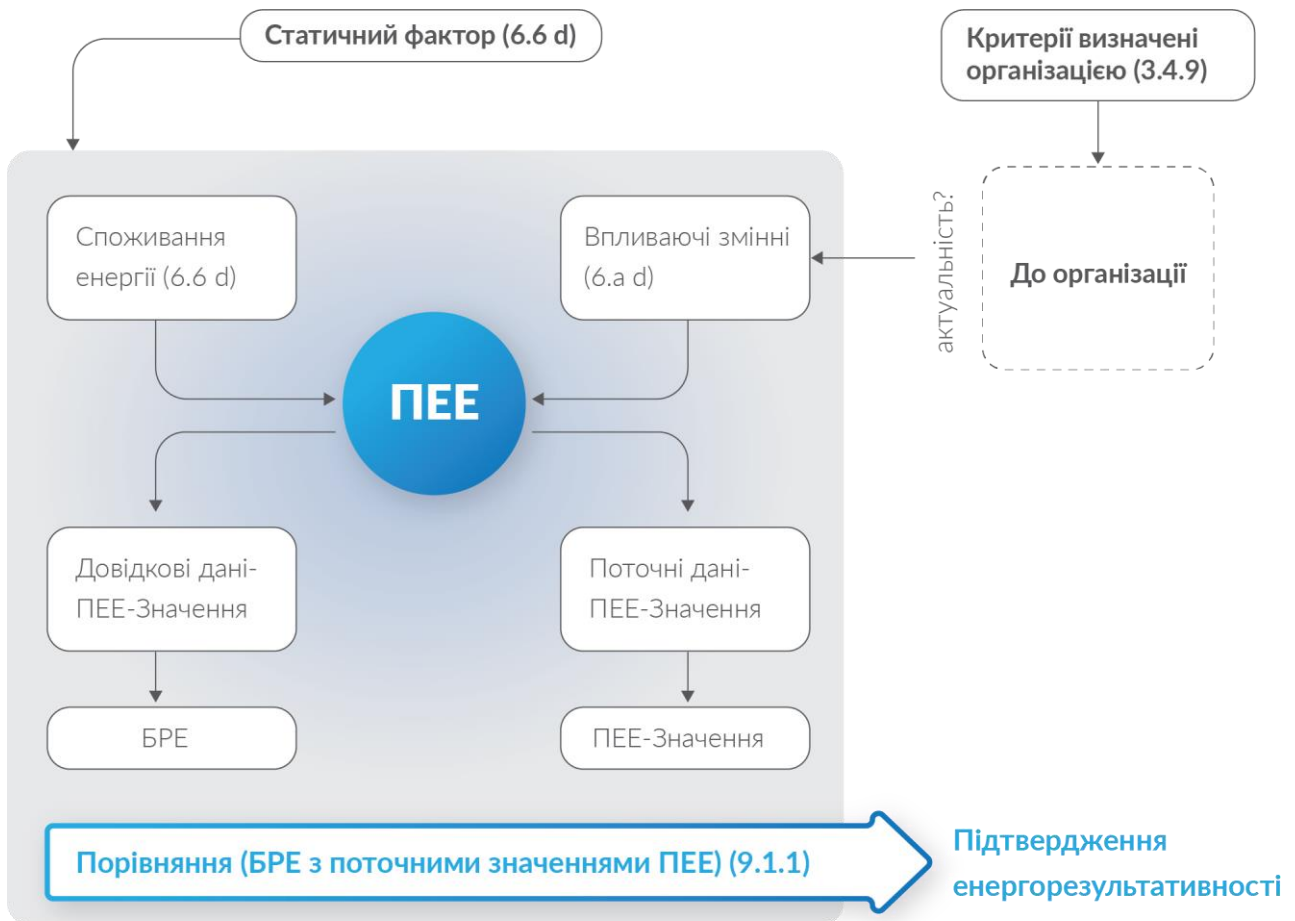 Статичний фактор (6.6 d)
Критерії визначені
організацією (3.4.9)
Споживання
енергії (6.6 d)
Впливаючі змінні
(6.a d)
актуальність?
До організації
ПЕЕ
Довідкові дані-
ПЕЕ-Значення
Поточні дані-
ПЕЕ-Значення
БРЕ
ПЕЕ-Значення
Порівняння (БРЕ з поточними значеннями ПЕЕ) (9.1.1)
Підтвердження
енергорезультативності